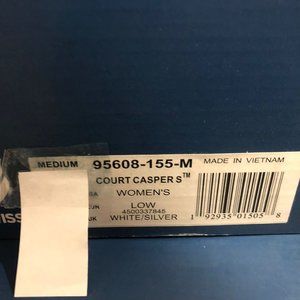 MEDIUM 95608-155-M MADE IN VIETNAM
COURT CASPER S™
WOMEN'S
LOW
4500337845
WHITE/SILVER
1 92935 01505 8